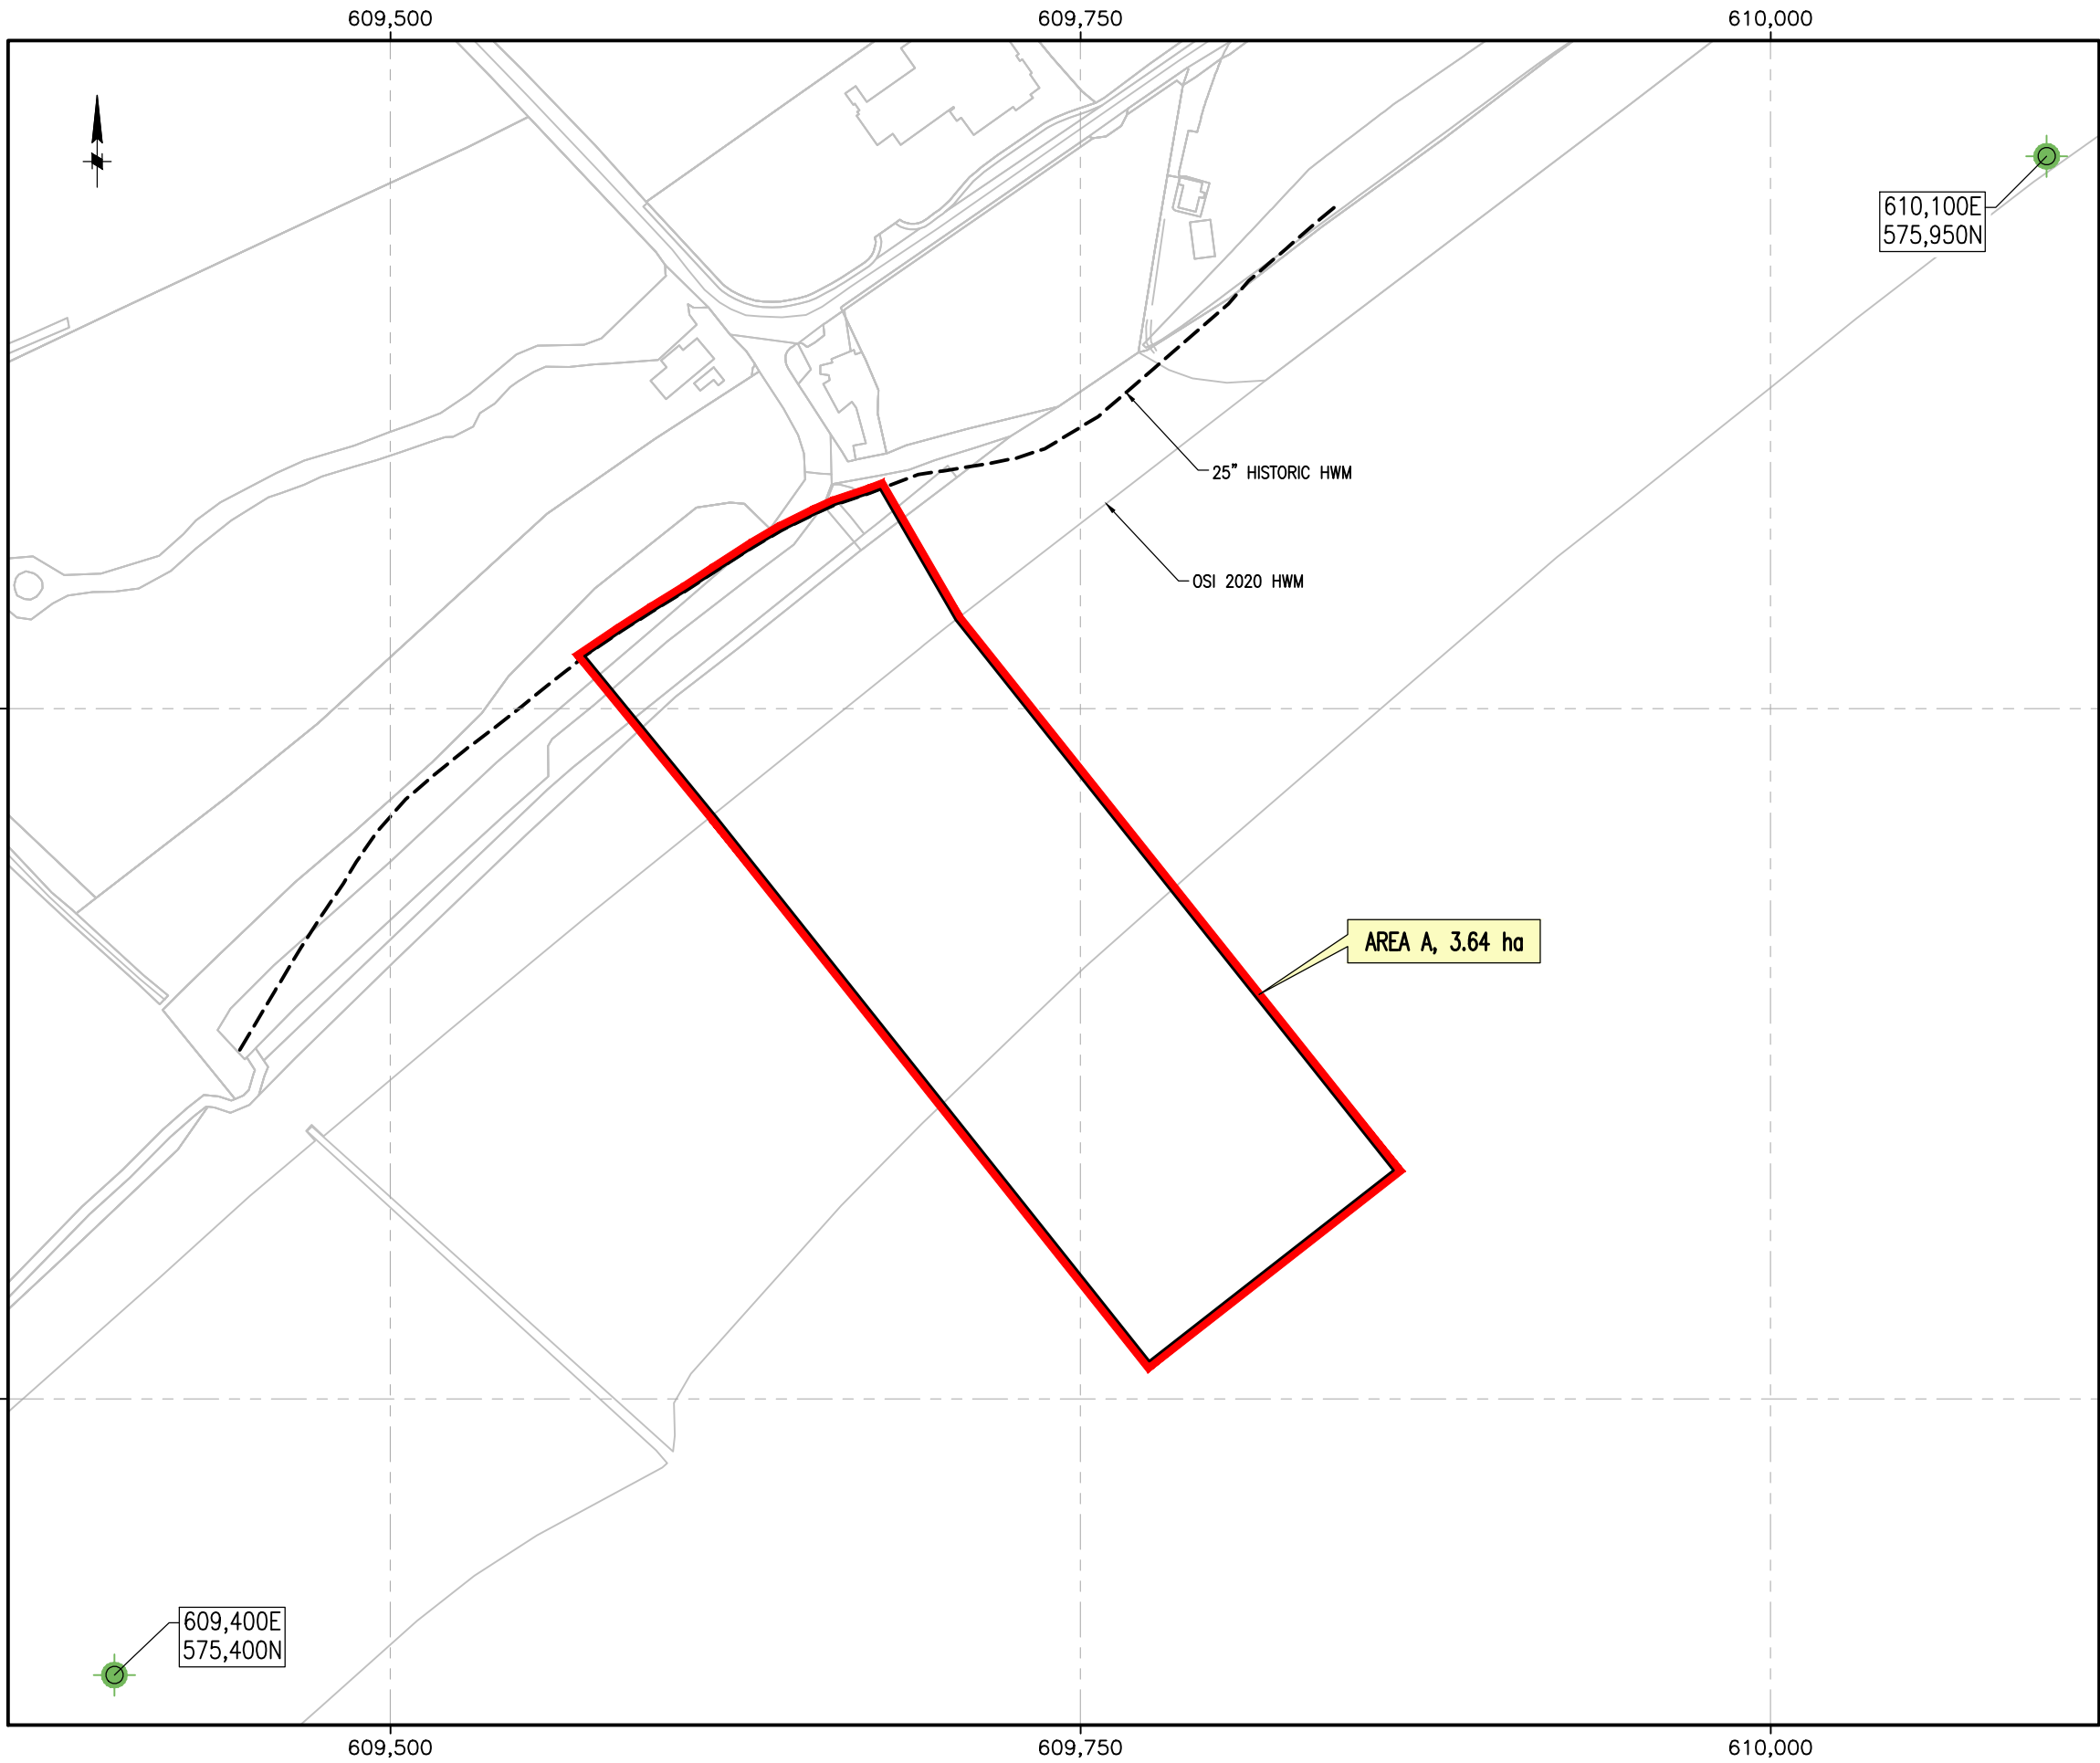 609,500
609,750
610,000
610,100E
575,950N
25” HISTORIC HWM
OSI 2020 HWM
AREA A, 3.64 ha
609,400E
575,400N
609,500
609,750
610,000